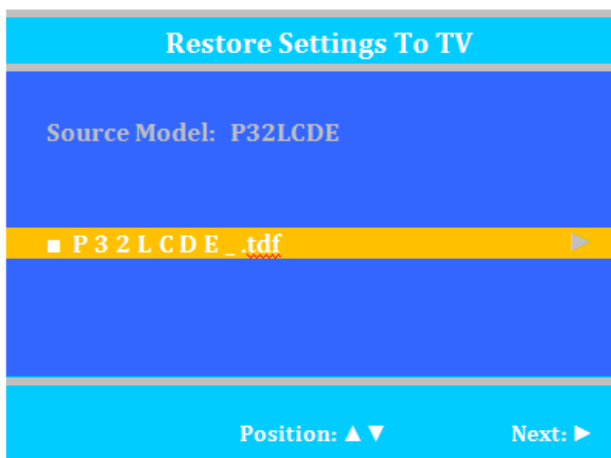 Restore Settings To TV
Source Model: P32LCDE
■ P 3 2 L C D E _ .tdf ▶
Position: ▲ ▼ Next: ▶